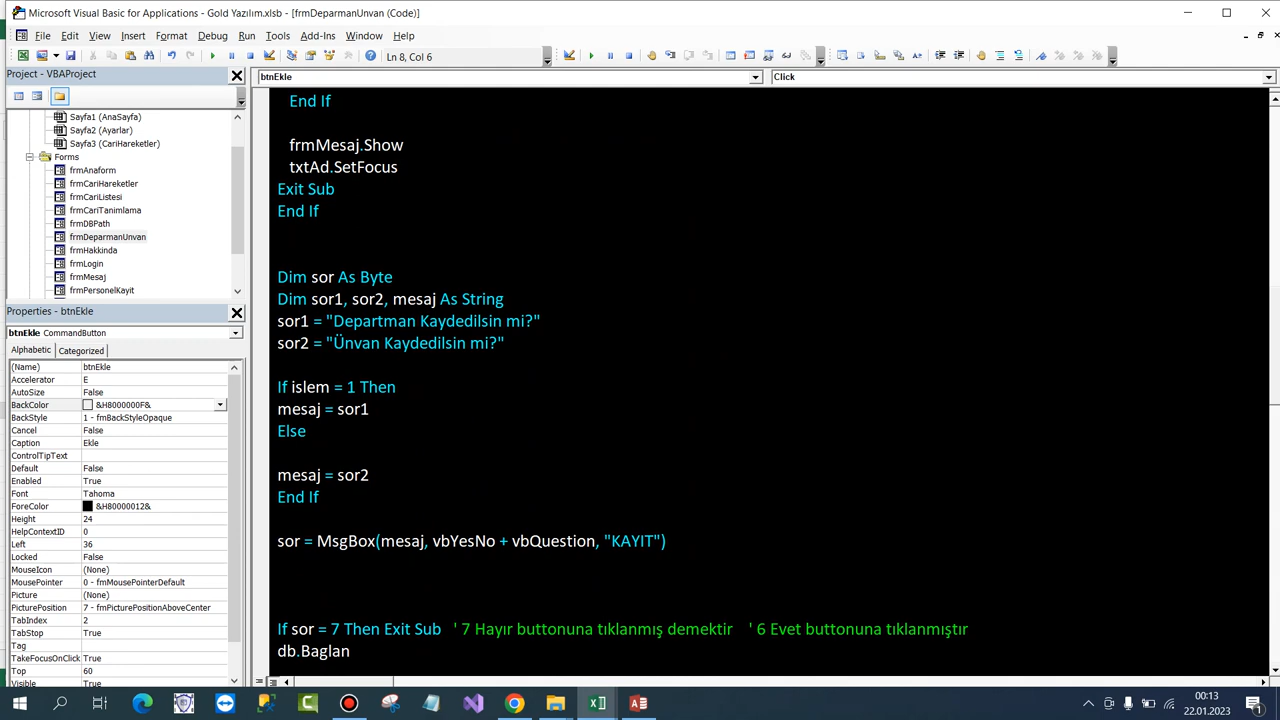 Microsoft Visual Basic for Applications - Gold Yazılım.xlsb - [frmDeparmanUnvan (Code)]
File Edit View Insert Format Debug Run Tools Add-Ins Window Help
Ln 8, Col 6
Project - VBAProject
btnEkle
Click
Sayfa1 (AnaSayfa)
Sayfa2 (Ayarlar)
Sayfa3 (CariHareketler)
Forms
frmAnaform
frmCariHareketler
frmCariListesi
frmCariTanimlama
frmDBPath
frmDeparmanUnvan
frmHakkinda
frmLogin
frmMesaj
frmPersonelKayit
Properties - btnEkle
btnEkle CommandButton
Alphabetic Categorized
(Name) btnEkle
Accelerator E
AutoSize False
BackColor &H8000000F&
BackStyle 1 - fmBackStyleOpaque
Cancel False
Caption Ekle
ControlTipText
Default False
Enabled True
Font Tahoma
ForeColor &H80000012&
Height 24
HelpContextID 0
Left 36
Locked False
MouseIcon (None)
MousePointer 0 - fmMousePointerDefault
Picture (None)
PicturePosition 7 - fmPicturePositionAboveCenter
TabIndex 2
TabStop True
Tag
TakeFocusOnClick True
Top 60
Visible True
End If
frmMesaj.Show
txtAd.SetFocus
Exit Sub
End If
Dim sor As Byte
Dim sor1, sor2, mesaj As String
sor1 = "Departman Kaydedilsin mi?"
sor2 = "Ünvan Kaydedilsin mi?"
If islem = 1 Then
mesaj = sor1
Else
mesaj = sor2
End If
sor = MsgBox(mesaj, vbYesNo + vbQuestion, "KAYIT")
If sor = 7 Then Exit Sub ' 7 Hayır buttonuna tıklanmış demektir ' 6 Evet buttonuna tıklanmıştır
db.Baglan
00:13
22.01.2023